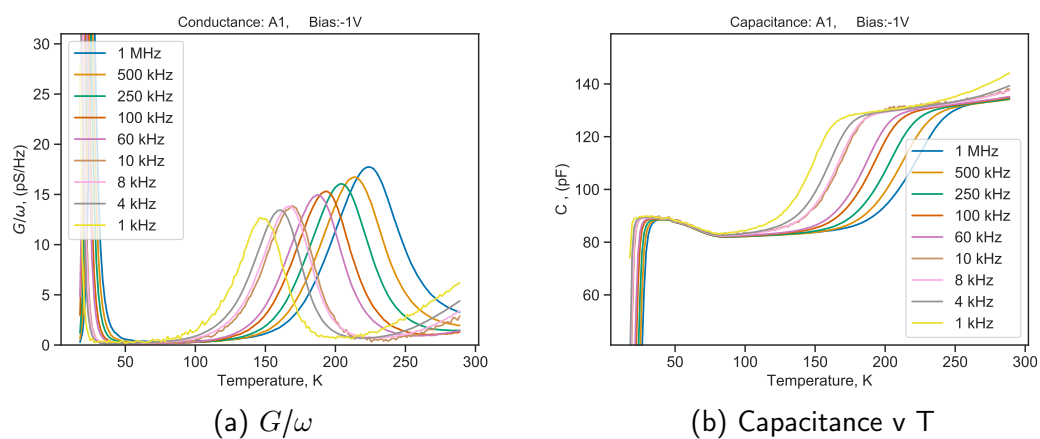 Conductance: A1,     Bias:-1V
30
25
20
15
10
5
0
G/ω, (pS/Hz)
1 MHz
500 kHz
250 kHz
100 kHz
60 kHz
10 kHz
8 kHz
4 kHz
1 kHz
50 100 150 200 250 300
Temperature, K
(a) G/ω
Capacitance: A1,     Bias:-1V
140
120
100
80
60
C , (pF)
1 MHz
500 kHz
250 kHz
100 kHz
60 kHz
10 kHz
8 kHz
4 kHz
1 kHz
0 50 100 150 200 250 300
Temperature, K
(b) Capacitance v T